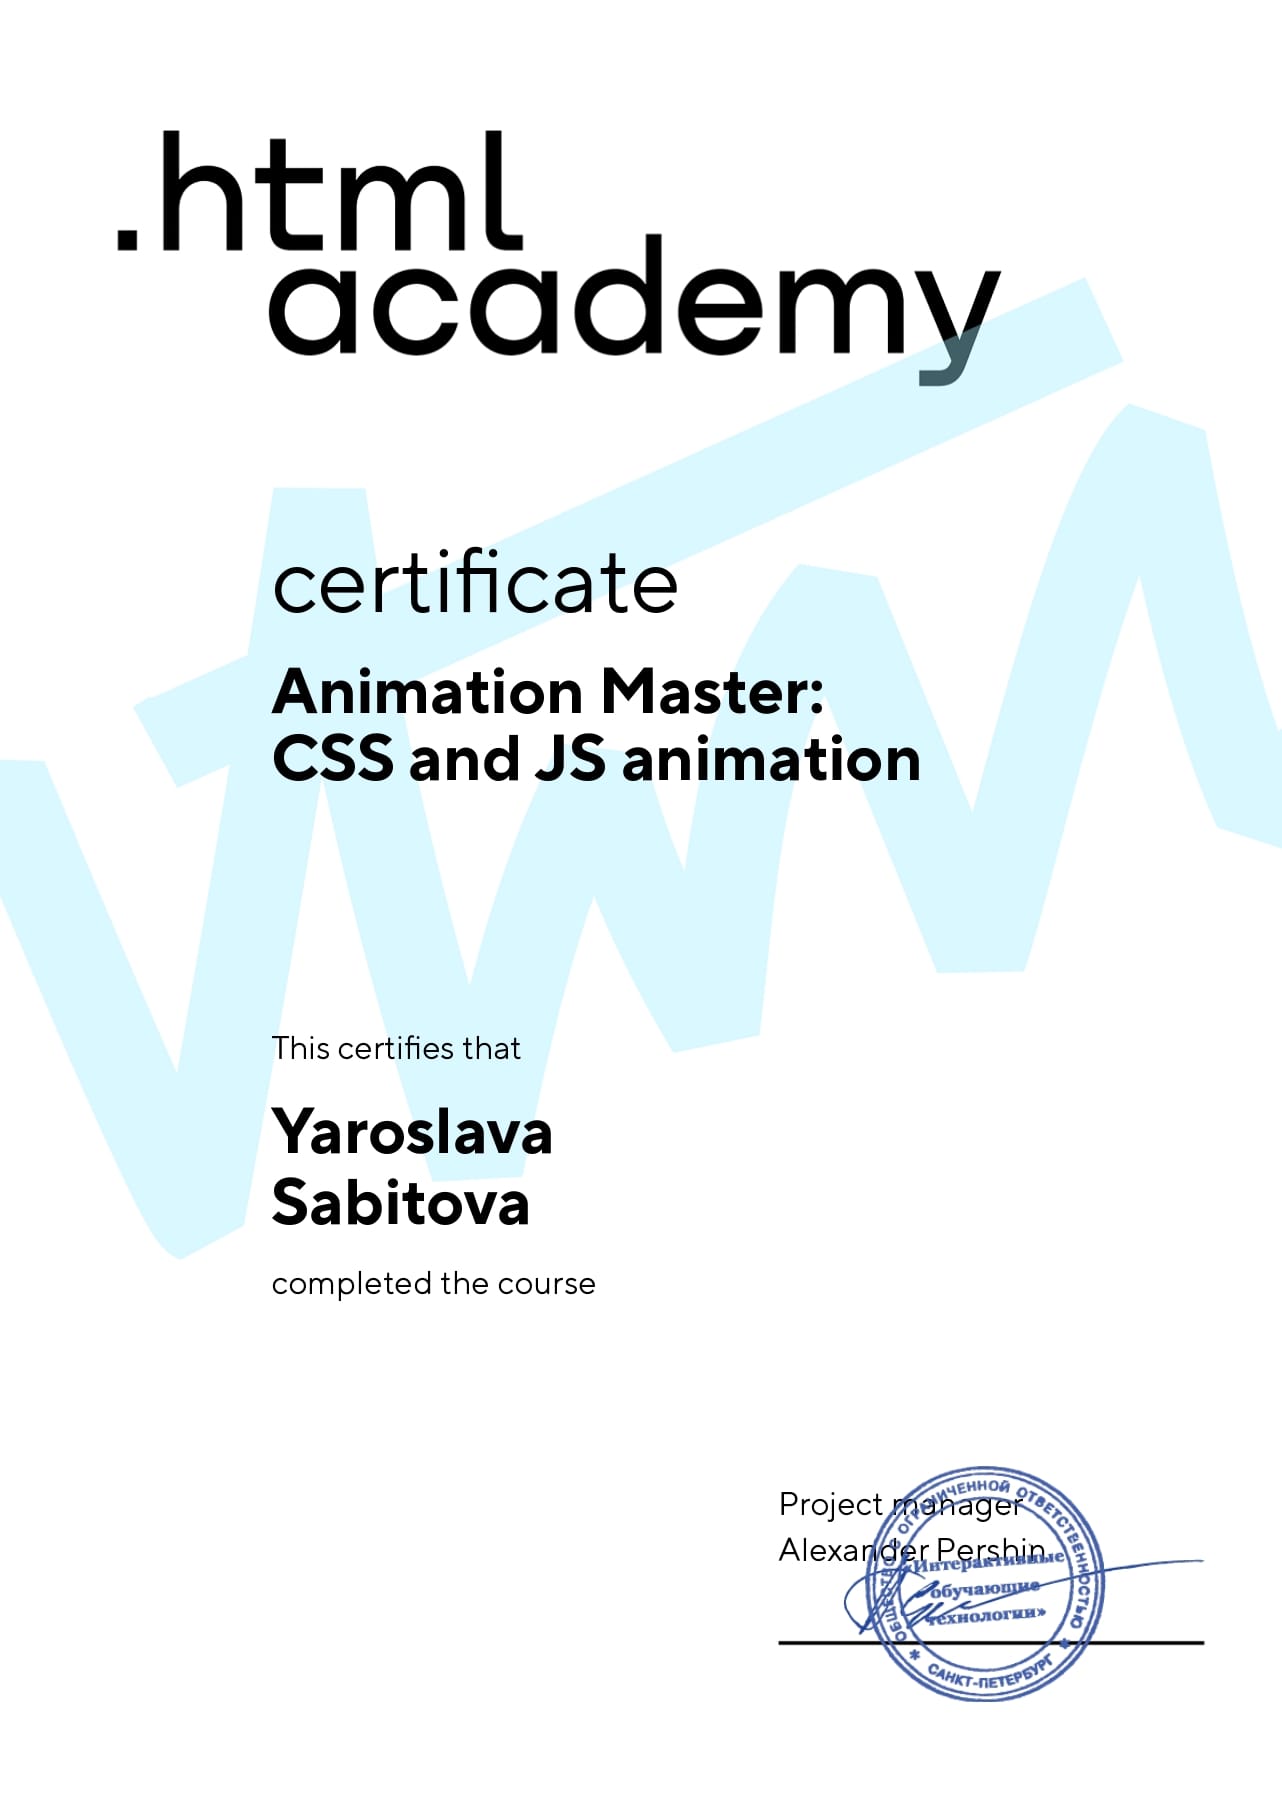 .html
academy
certificate
Animation Master:
CSS and JS animation
This certifies that
Yaroslava
Sabitova
completed the course
Project manager
Alexander Pershin
ОБЩЕСТВО С ОГРАНИЧЕННОЙ ОТВЕТСТВЕННОСТЬЮ
«Интерактивные
обучающие
технологии»
* САНКТ-ПЕТЕРБУРГ *